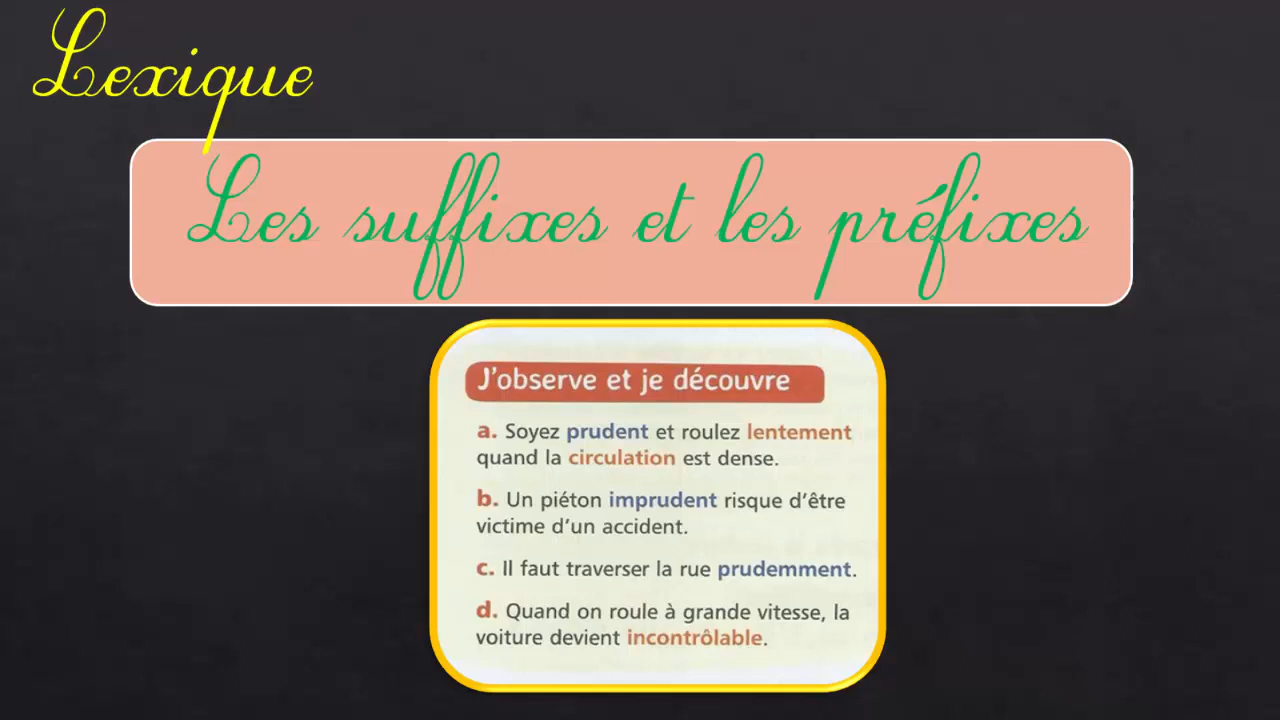 Lexique
Les suffixes et les préfixes
J'observe et je découvre
a. Soyez prudent et roulez lentement
quand la circulation est dense.
b. Un piéton imprudent risque d'être
victime d'un accident.
c. Il faut traverser la rue prudemment.
d. Quand on roule à grande vitesse, la
voiture devient incontrôlable.